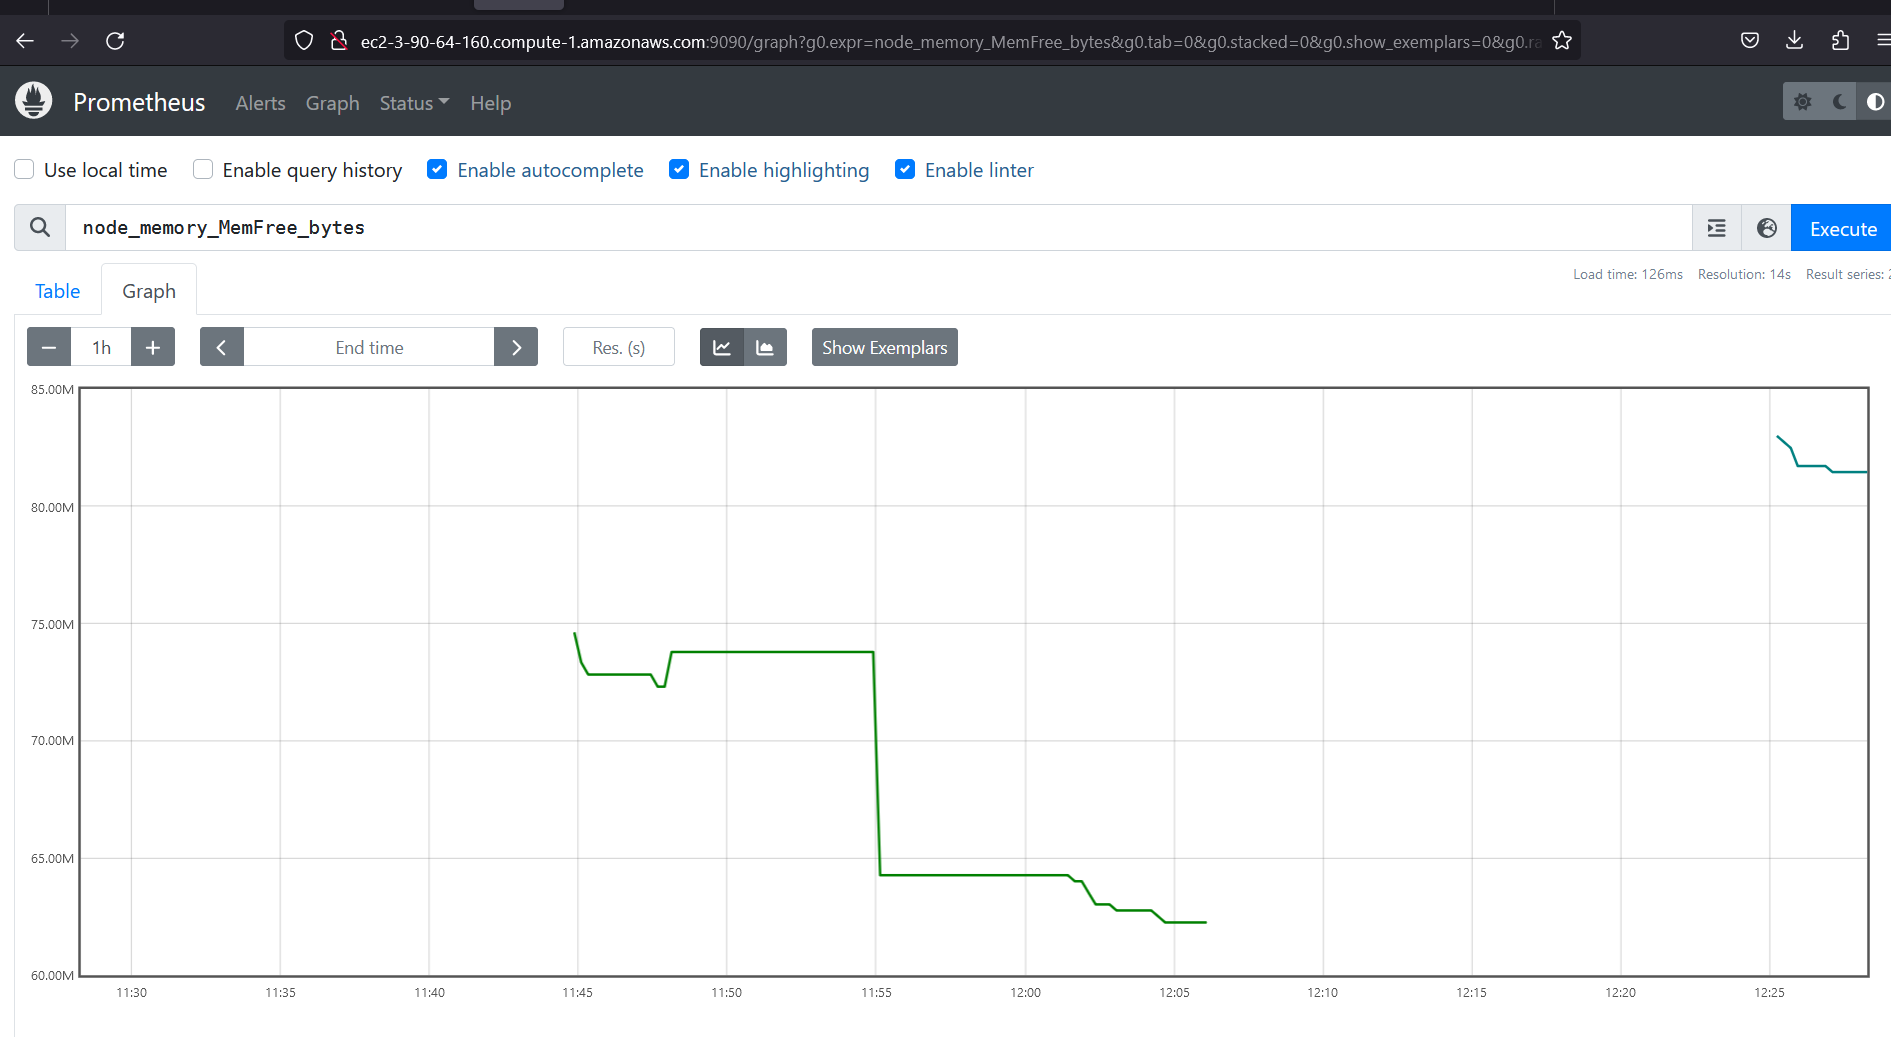 ec2-3-90-64-160.compute-1.amazonaws.com:9090/graph?g0.expr=node_memory_MemFree_bytes&g0.tab=0&g0.stacked=0&g0.show_exemplars=0&g0.ra
Prometheus Alerts Graph Status Help
Use local time Enable query history Enable autocomplete Enable highlighting Enable linter
node_memory_MemFree_bytes Execute
Load time: 126ms Resolution: 14s Result series:
Table Graph
1h End time Res. (s) Show Exemplars
85.00M
80.00M
75.00M
70.00M
65.00M
60.00M
11:30 11:35 11:40 11:45 11:50 11:55 12:00 12:05 12:10 12:15 12:20 12:25